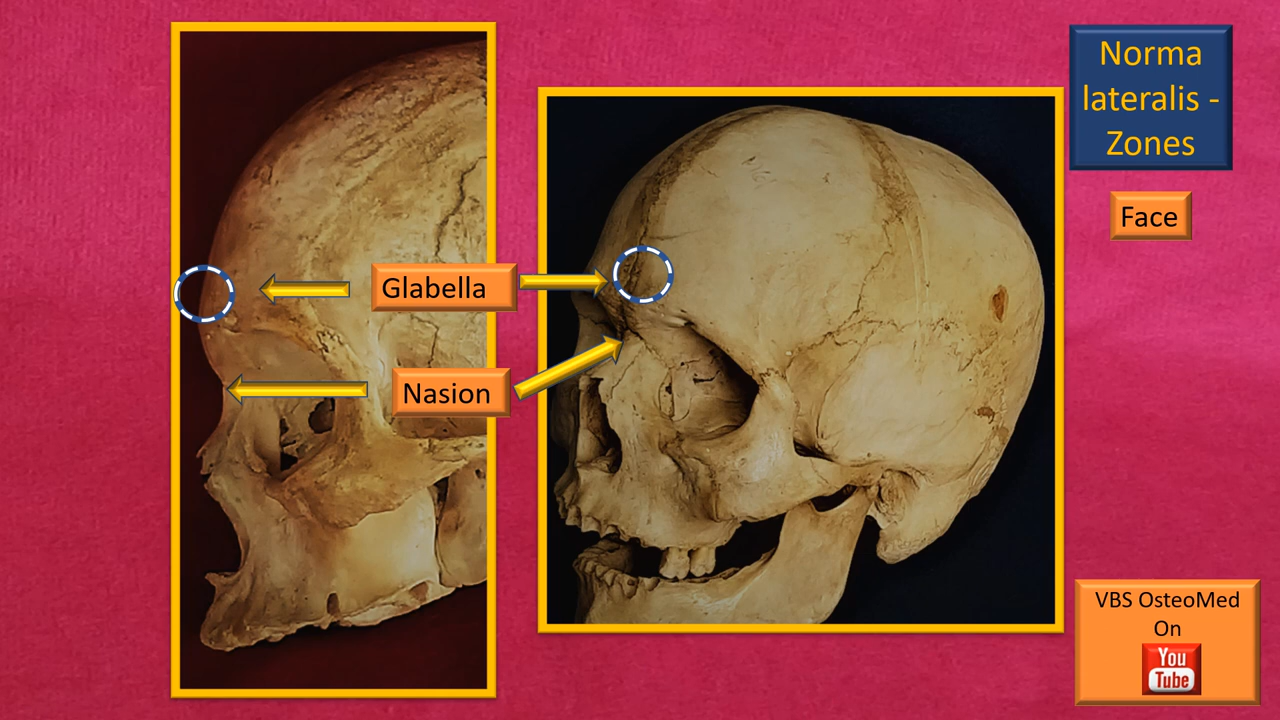 Norma
lateralis -
Zones
Face
Glabella
Nasion
VBS OsteoMed
On
You
Tube